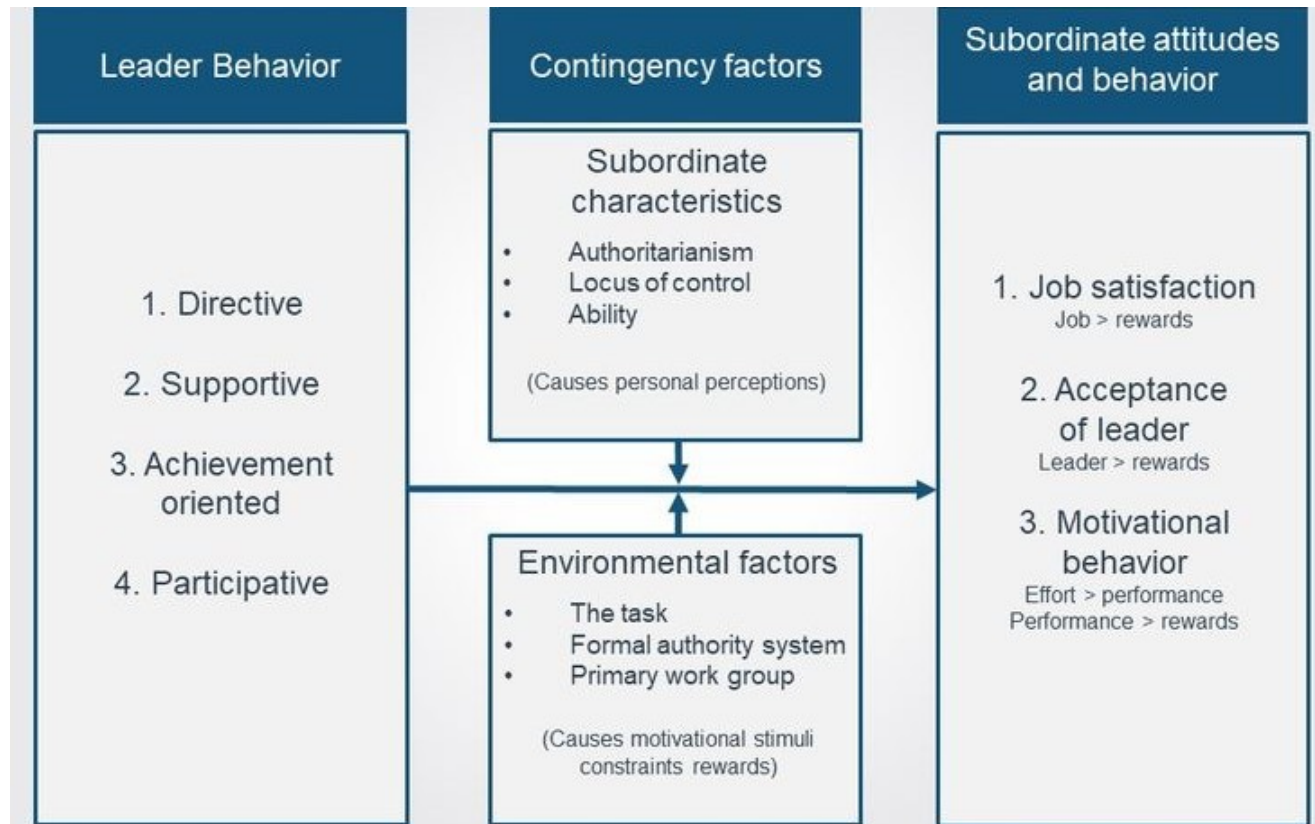 Leader Behavior
1. Directive
2. Supportive
3. Achievement
oriented
4. Participative
Contingency factors
Subordinate
characteristics
• Authoritarianism
• Locus of control
• Ability
(Causes personal perceptions)
Environmental factors
• The task
• Formal authority system
• Primary work group
(Causes motivational stimuli
constraints rewards)
Subordinate attitudes
and behavior
1. Job satisfaction
Job > rewards
2. Acceptance
of leader
Leader > rewards
3. Motivational
behavior
Effort > performance
Performance > rewards